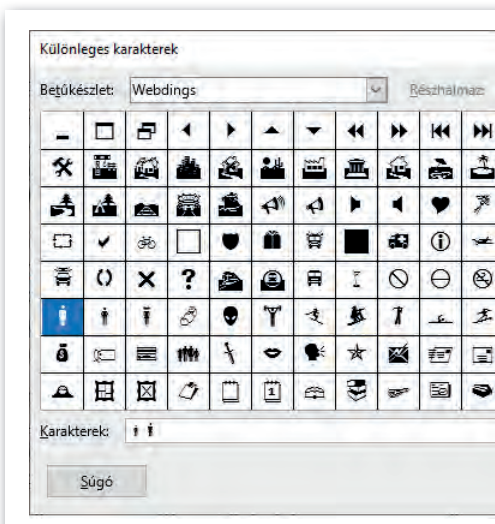 Különleges karakterek
Betűkészlet: Webdings Részhalmaz:
Karakterek:
Súgó